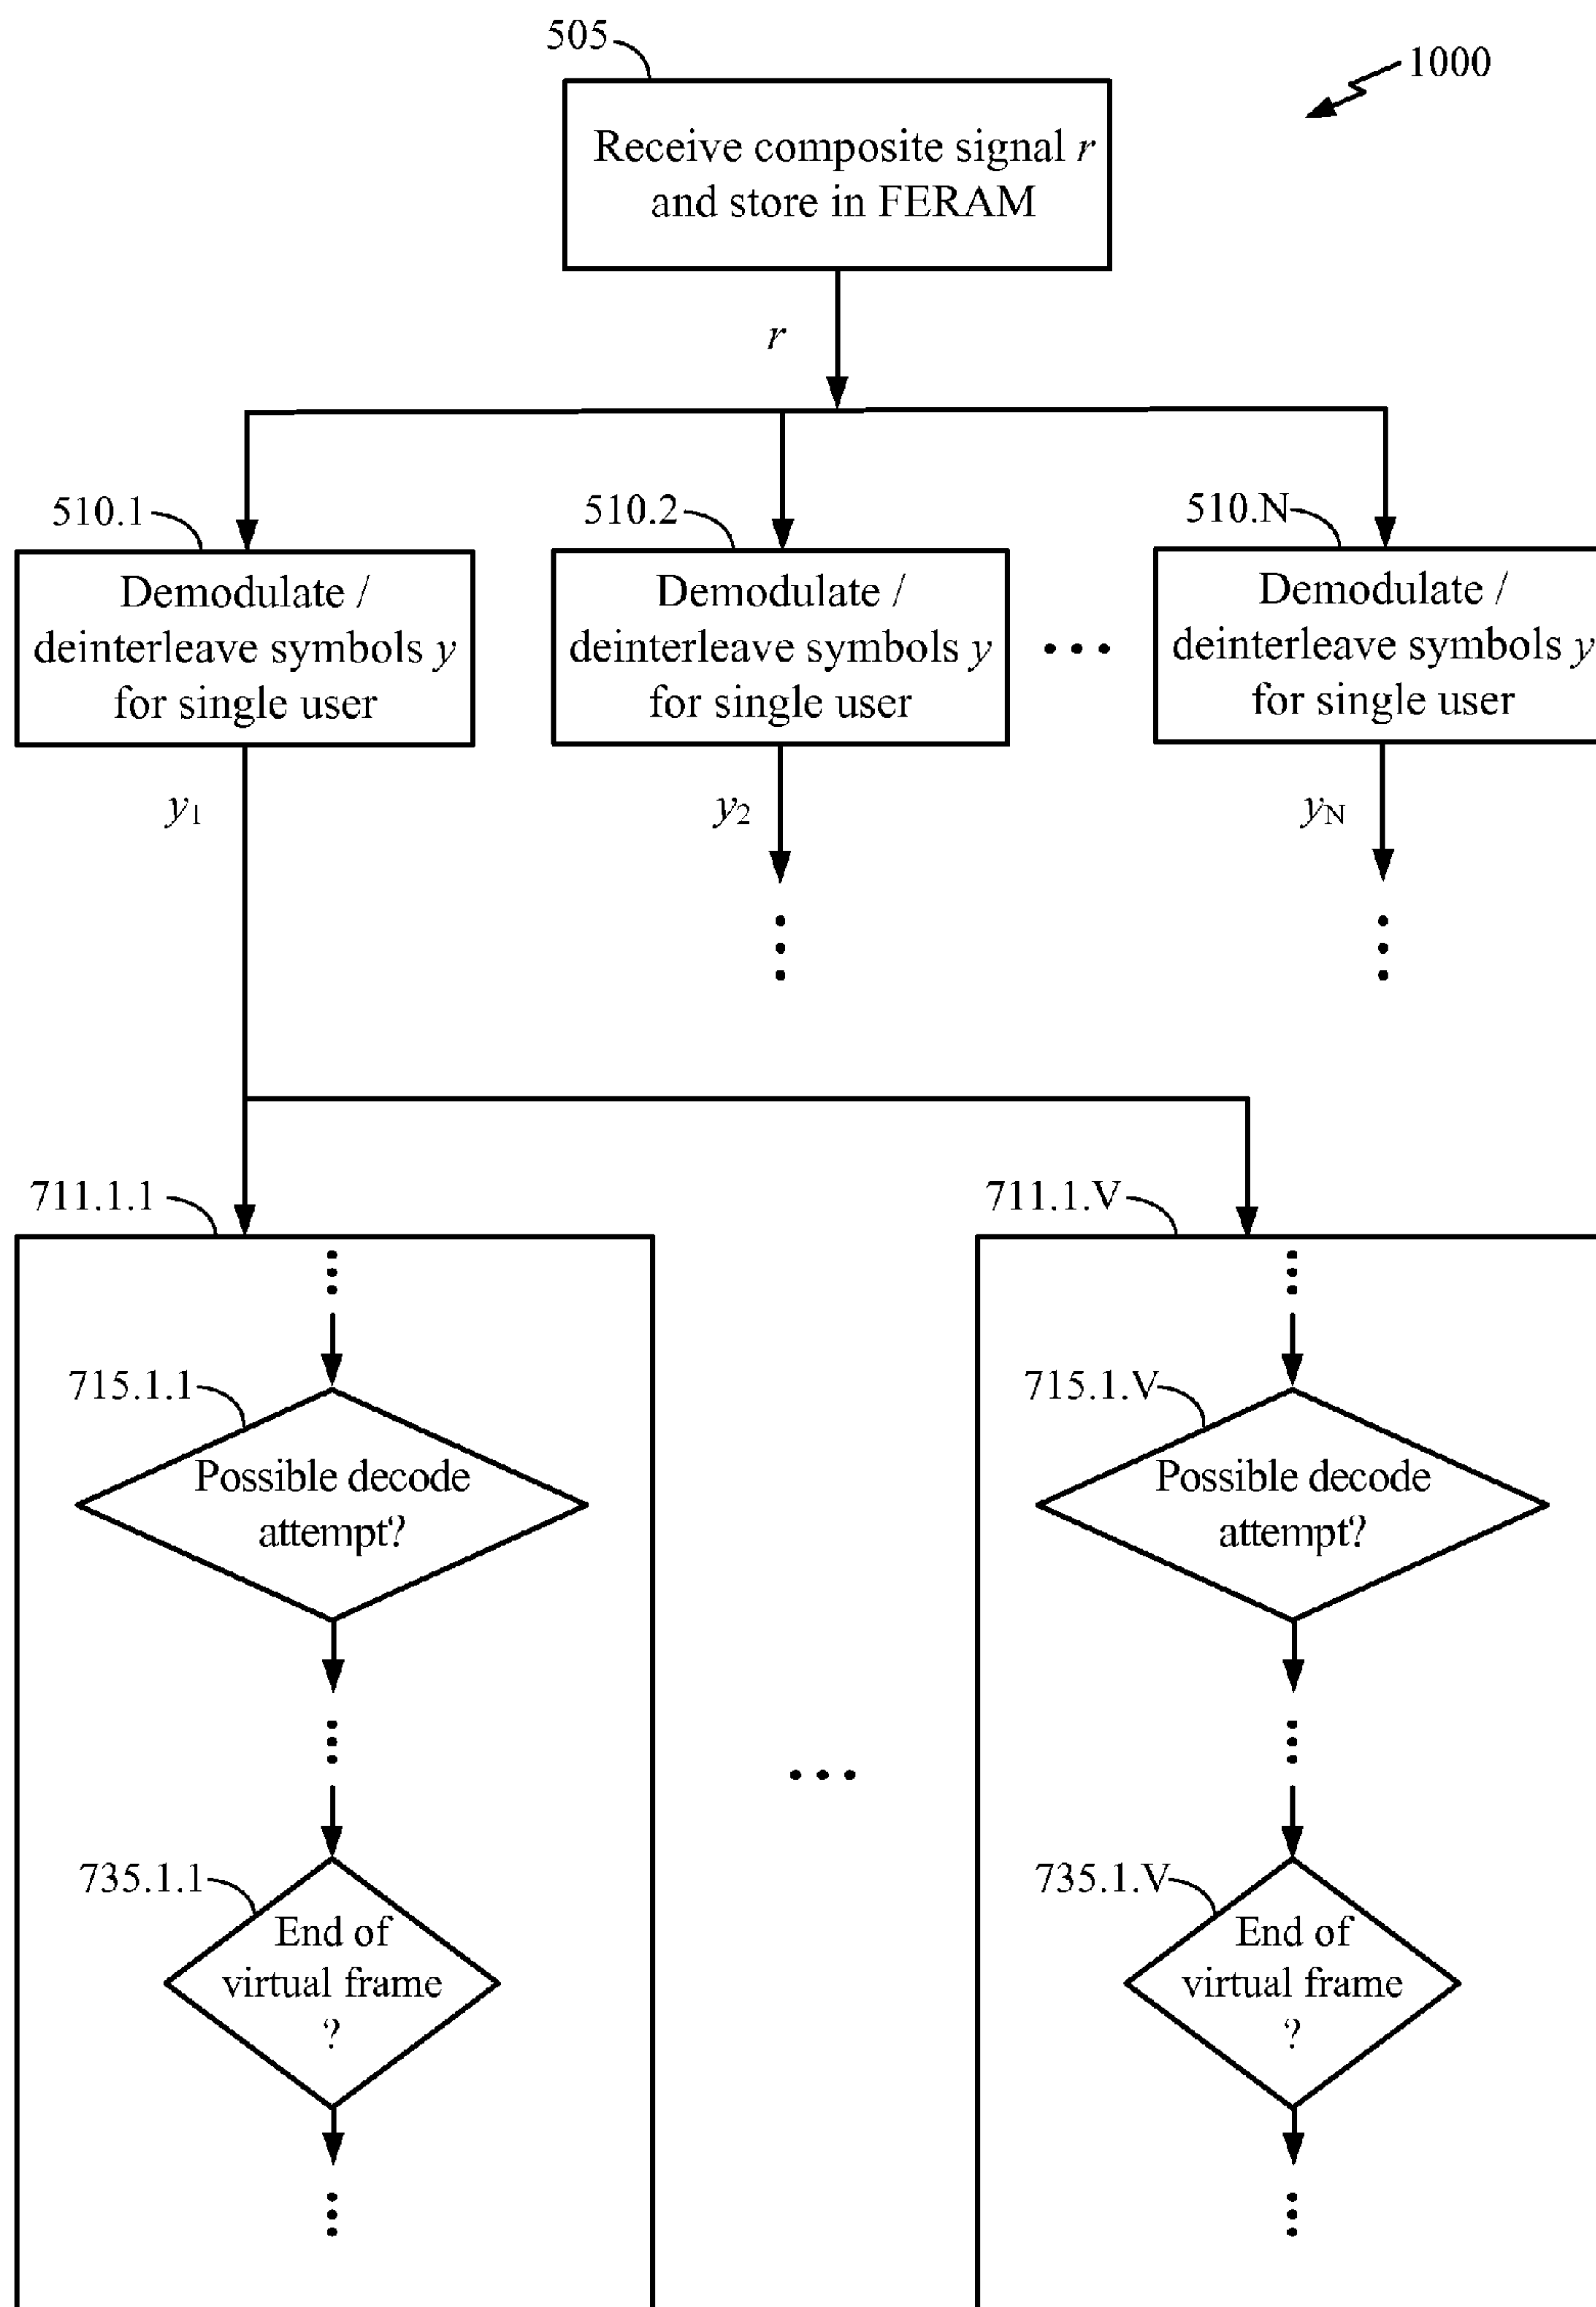 505
1000
Receive composite signal r
and store in FERAM
r
510.1
510.2
510.N
Demodulate /
deinterleave symbols y
for single user
Demodulate /
deinterleave symbols y
for single user
• • •
Demodulate /
deinterleave symbols y
for single user
y1
y2
yN
711.1.1
711.1.V
715.1.1
715.1.V
Possible decode
attempt?
Possible decode
attempt?
• • •
735.1.1
735.1.V
End of
virtual frame
?
End of
virtual frame
?